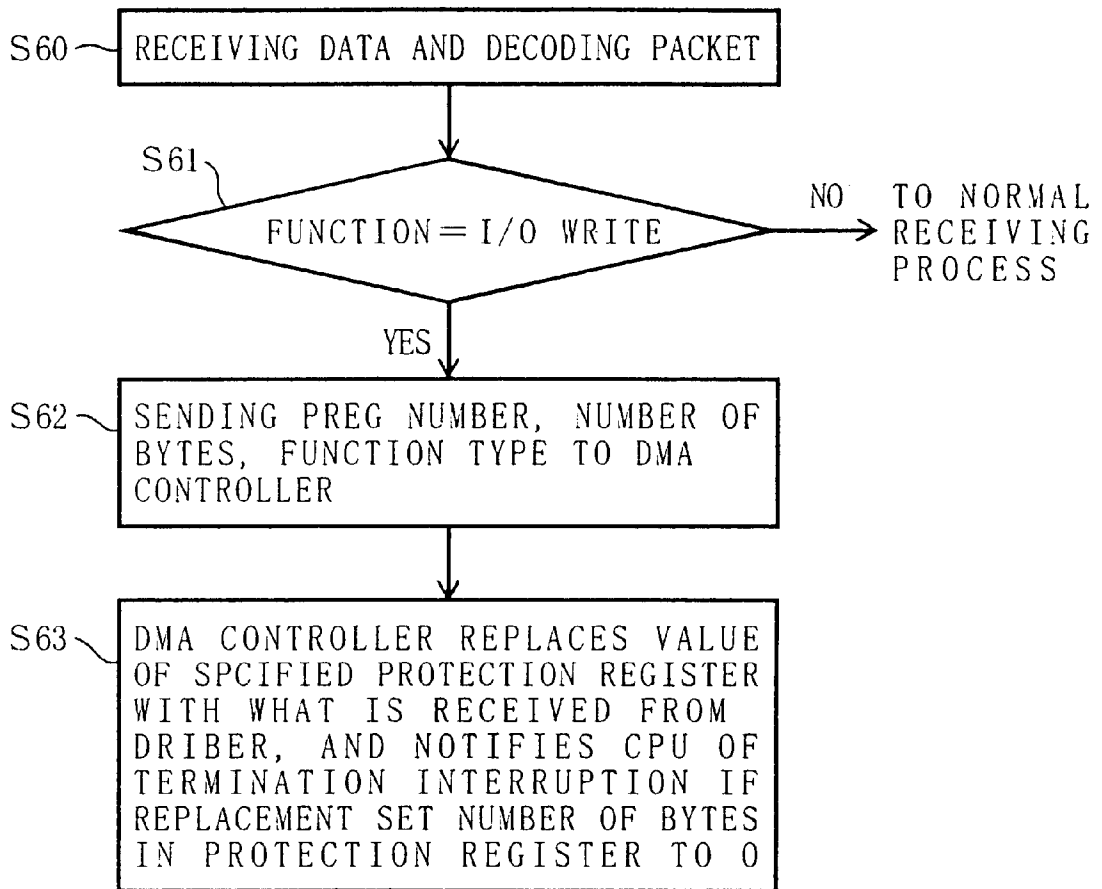 S60
RECEIVING DATA AND DECODING PACKET
S61
FUNCTION=I/O WRITE
NO
TO NORMAL
RECEIVING
PROCESS
YES
S62
SENDING PREG NUMBER, NUMBER OF
BYTES, FUNCTION TYPE TO DMA
CONTROLLER
S63
DMA CONTROLLER REPLACES VALUE
OF SPCIFIED PROTECTION REGISTER
WITH WHAT IS RECEIVED FROM
DRIBER, AND NOTIFIES CPU OF
TERMINATION INTERRUPTION IF
REPLACEMENT SET NUMBER OF BYTES
IN PROTECTION REGISTER TO 0